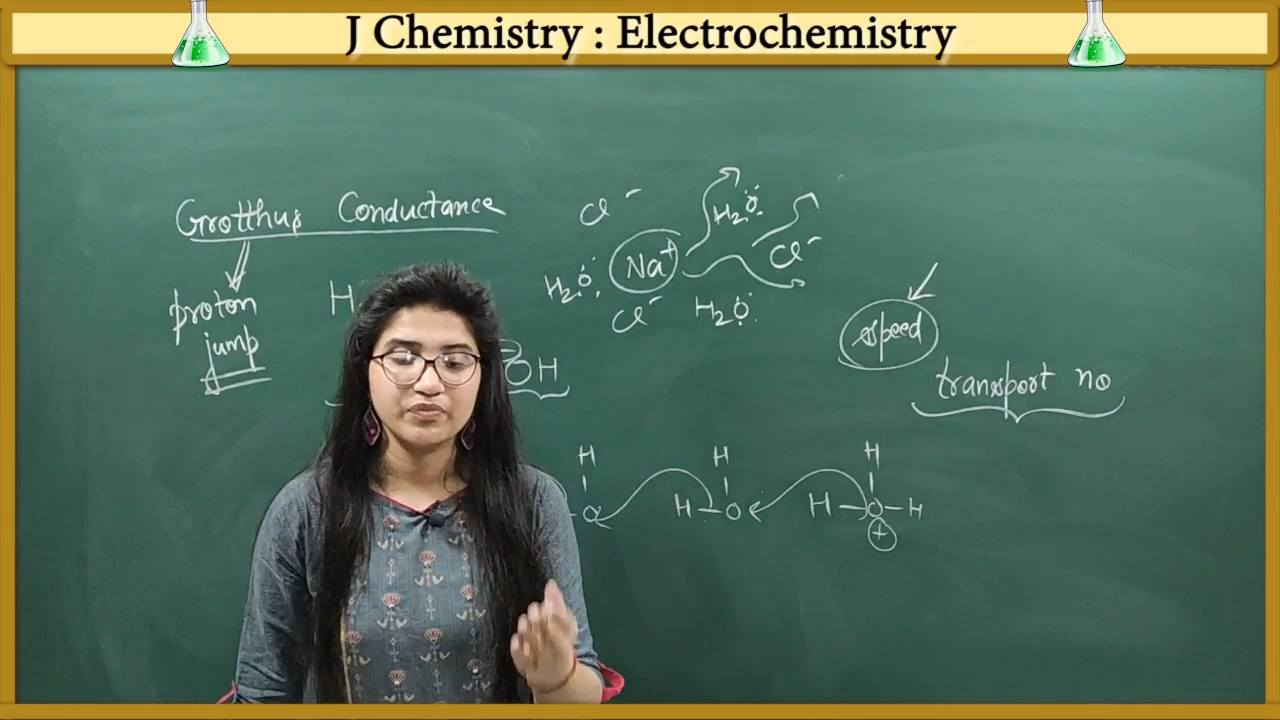 J Chemistry : Electrochemistry
Grotthus Conductance
proton
jump
H
OH
Cl⁻
H₂Ö:
Na⁺
Cl⁻
H₂Ö:
Cl⁻
H₂Ö:
speed
transport no
H
O
H
H–O
H
H–O–H
+